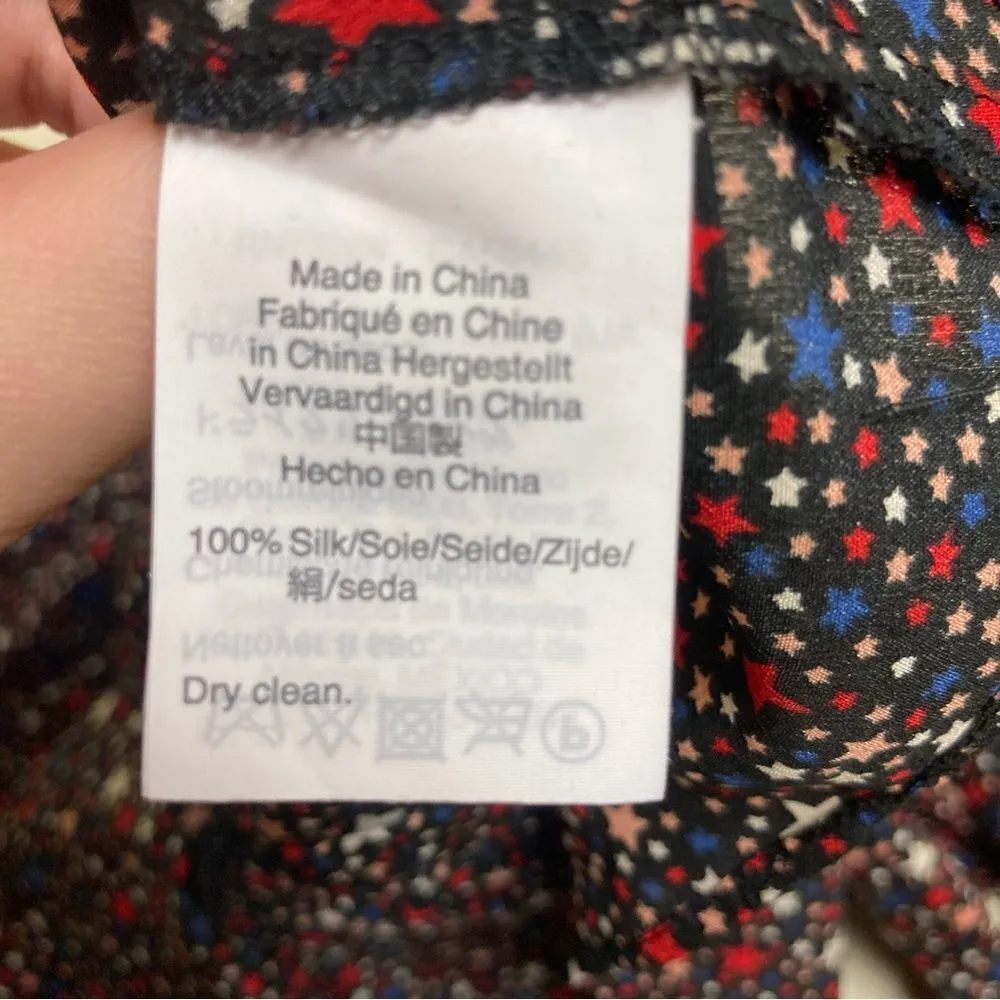 Made in China
Fabriqué en Chine
in China Hergestellt
Vervaardigd in China
中国製
Hecho en China
100% Silk/Soie/Seide/Zijde/
絹/seda
Dry clean.